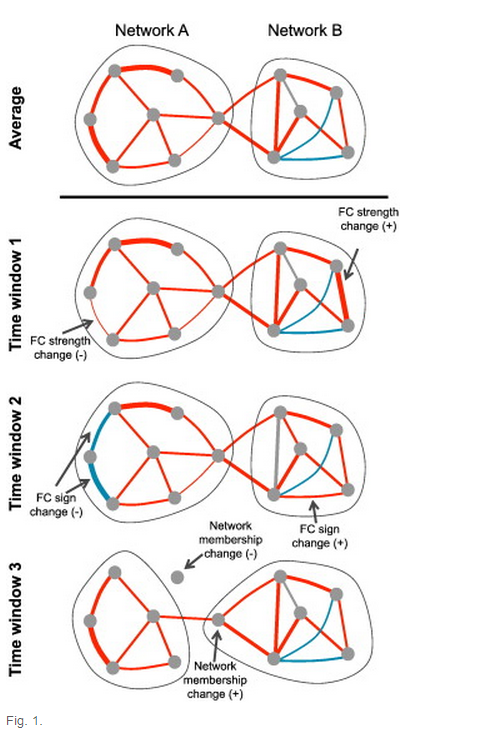 Network A
Network B
Average
FC strength
change (+)
Time window 1
FC strength
change (-)
Time window 2
FC sign
change (-)
FC sign
change (+)
Network
membership
change (-)
Time window 3
Network
membership
change (+)
Fig. 1.